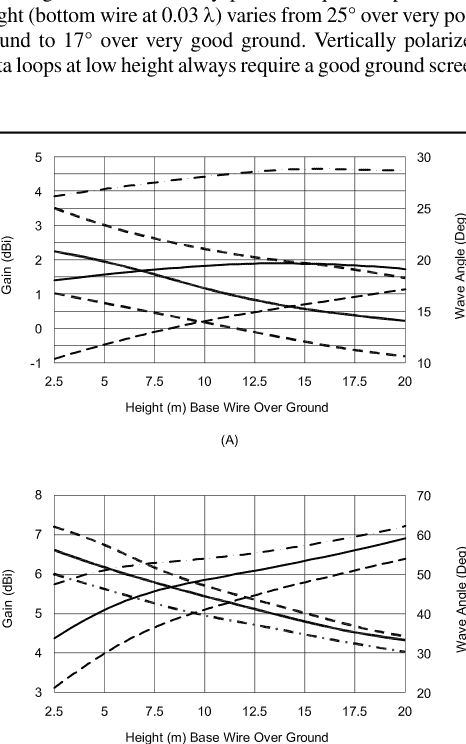 ght (bottom wire at 0.03 λ) varies from 25° over very po
und to 17° over very good ground. Vertically polarize
ta loops at low height always require a good ground scree
5
4
3
2
1
0
-1
Gain (dBi)
30
25
20
15
10
Wave Angle (Deg)
2.5 5 7.5 10 12.5 15 17.5 20
Height (m) Base Wire Over Ground
(A)
8
7
6
5
4
3
Gain (dBi)
70
60
50
40
30
20
Wave Angle (Deg)
2.5 5 7.5 10 12.5 15 17.5 20
Height (m) Base Wire Over Ground